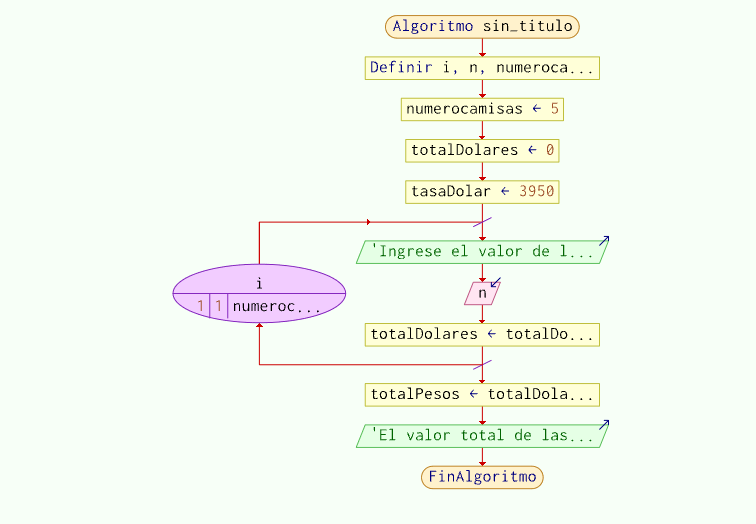 Algoritmo sin_titulo
Definir i, n, numeroca...
numerocamisas ← 5
totalDolares ← 0
tasaDolar ← 3950
'Ingrese el valor de l...
i
1 1 numeroc...
n
totalDolares ← totalDo...
totalPesos ← totalDola...
'El valor total de las...
FinAlgoritmo